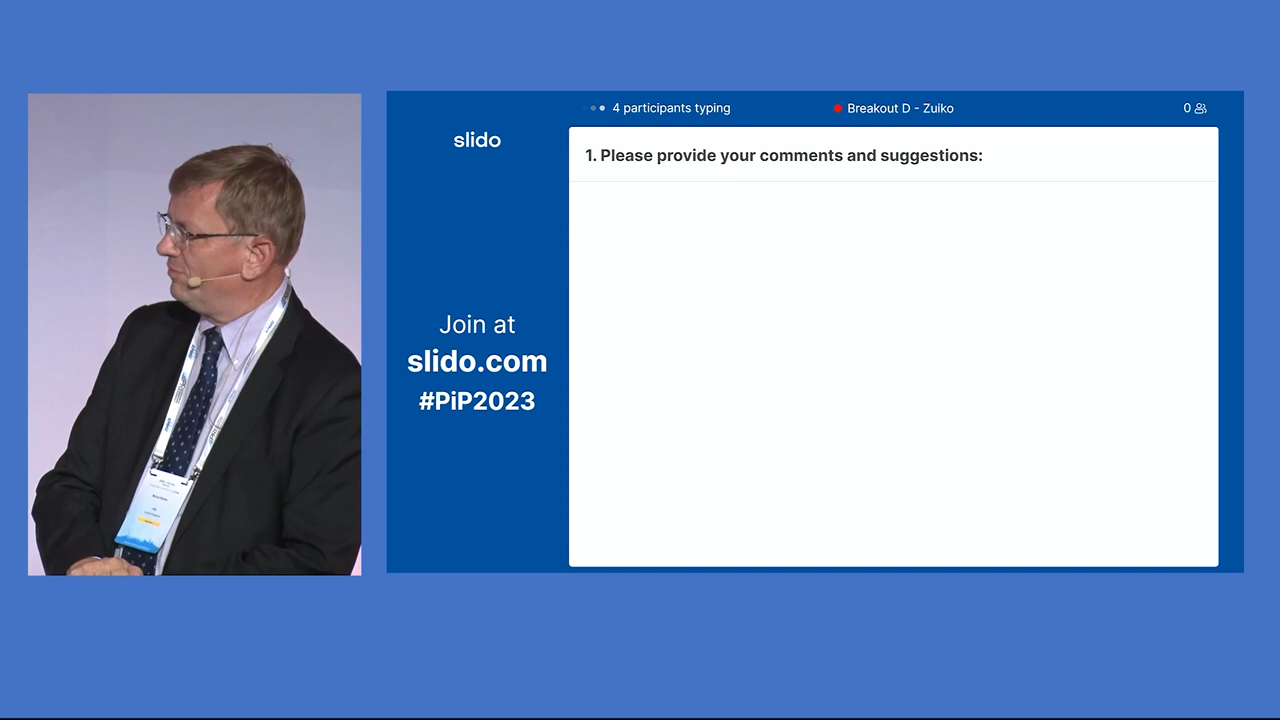 4 participants typing
Breakout D - Zuiko
0
slido
1. Please provide your comments and suggestions:
Join at
slido.com
#PiP2023